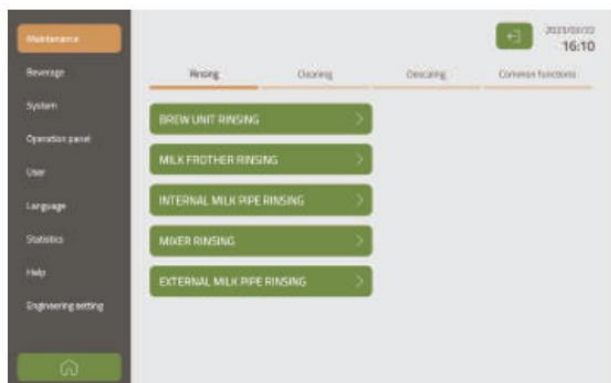 Maintenance
Beverage
System
Operation panel
User
Language
Statistics
Help
Engineering setting
16:10
Rinsing
Cleaning
Descaling
Common functions
BREW UNIT RINSING
MILK FROTHER RINSING
INTERNAL MILK PIPE RINSING
MIXER RINSING
EXTERNAL MILK PIPE RINSING